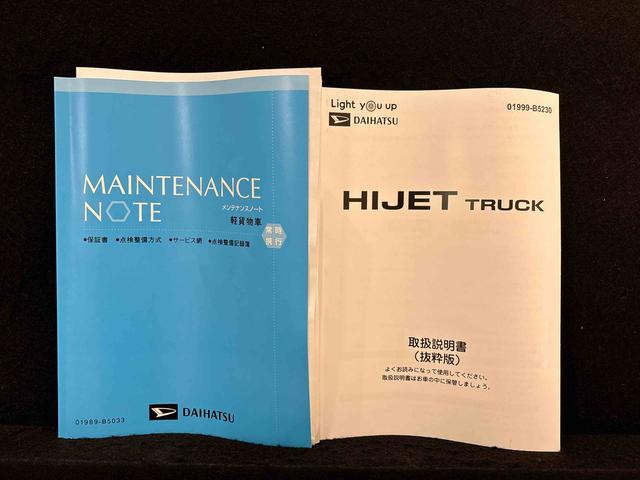 MAINTENANCE
NOTE
メンテナンスノート
軽貨物車
●保証書 ●点検整備方式 ●サービス網 ●点検整備記録簿
常時
携行
01989-B5033
DAIHATSU
Light you up
DAIHATSU
01999-B5230
HIJET TRUCK
取扱説明書
(抜粋版)
よくお読みになって使用してください。
取扱説明書はお車の中に保管しましょう。